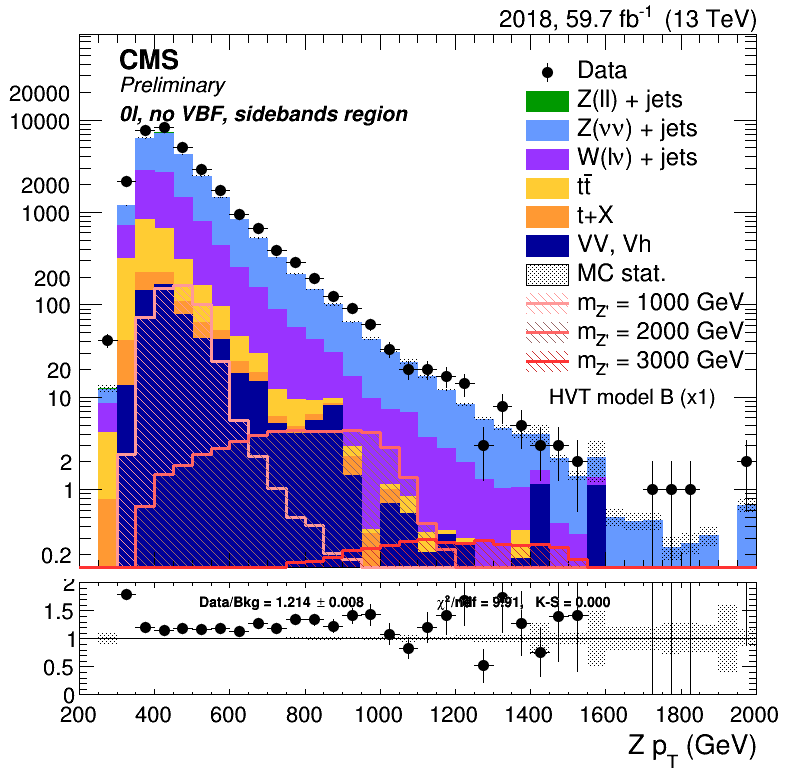 2018, 59.7 fb⁻¹ (13 TeV)
CMS
Preliminary
0l, no VBF, sidebands region
Data
Z(ll) + jets
Z(νν) + jets
W(lν) + jets
tt̄
t+X
VV, Vh
MC stat.
m_Z' = 1000 GeV
m_Z' = 2000 GeV
m_Z' = 3000 GeV
HVT model B (x1)
20000
10000
2000
1000
200
100
20
10
2
1
0.2
Data/Bkg = 1.214 ± 0.008 χ²/ndf = 9.91, K-S = 0.000
2
1.5
1
0.5
0
200 400 600 800 1000 1200 1400 1600 1800 2000
Z p_T (GeV)